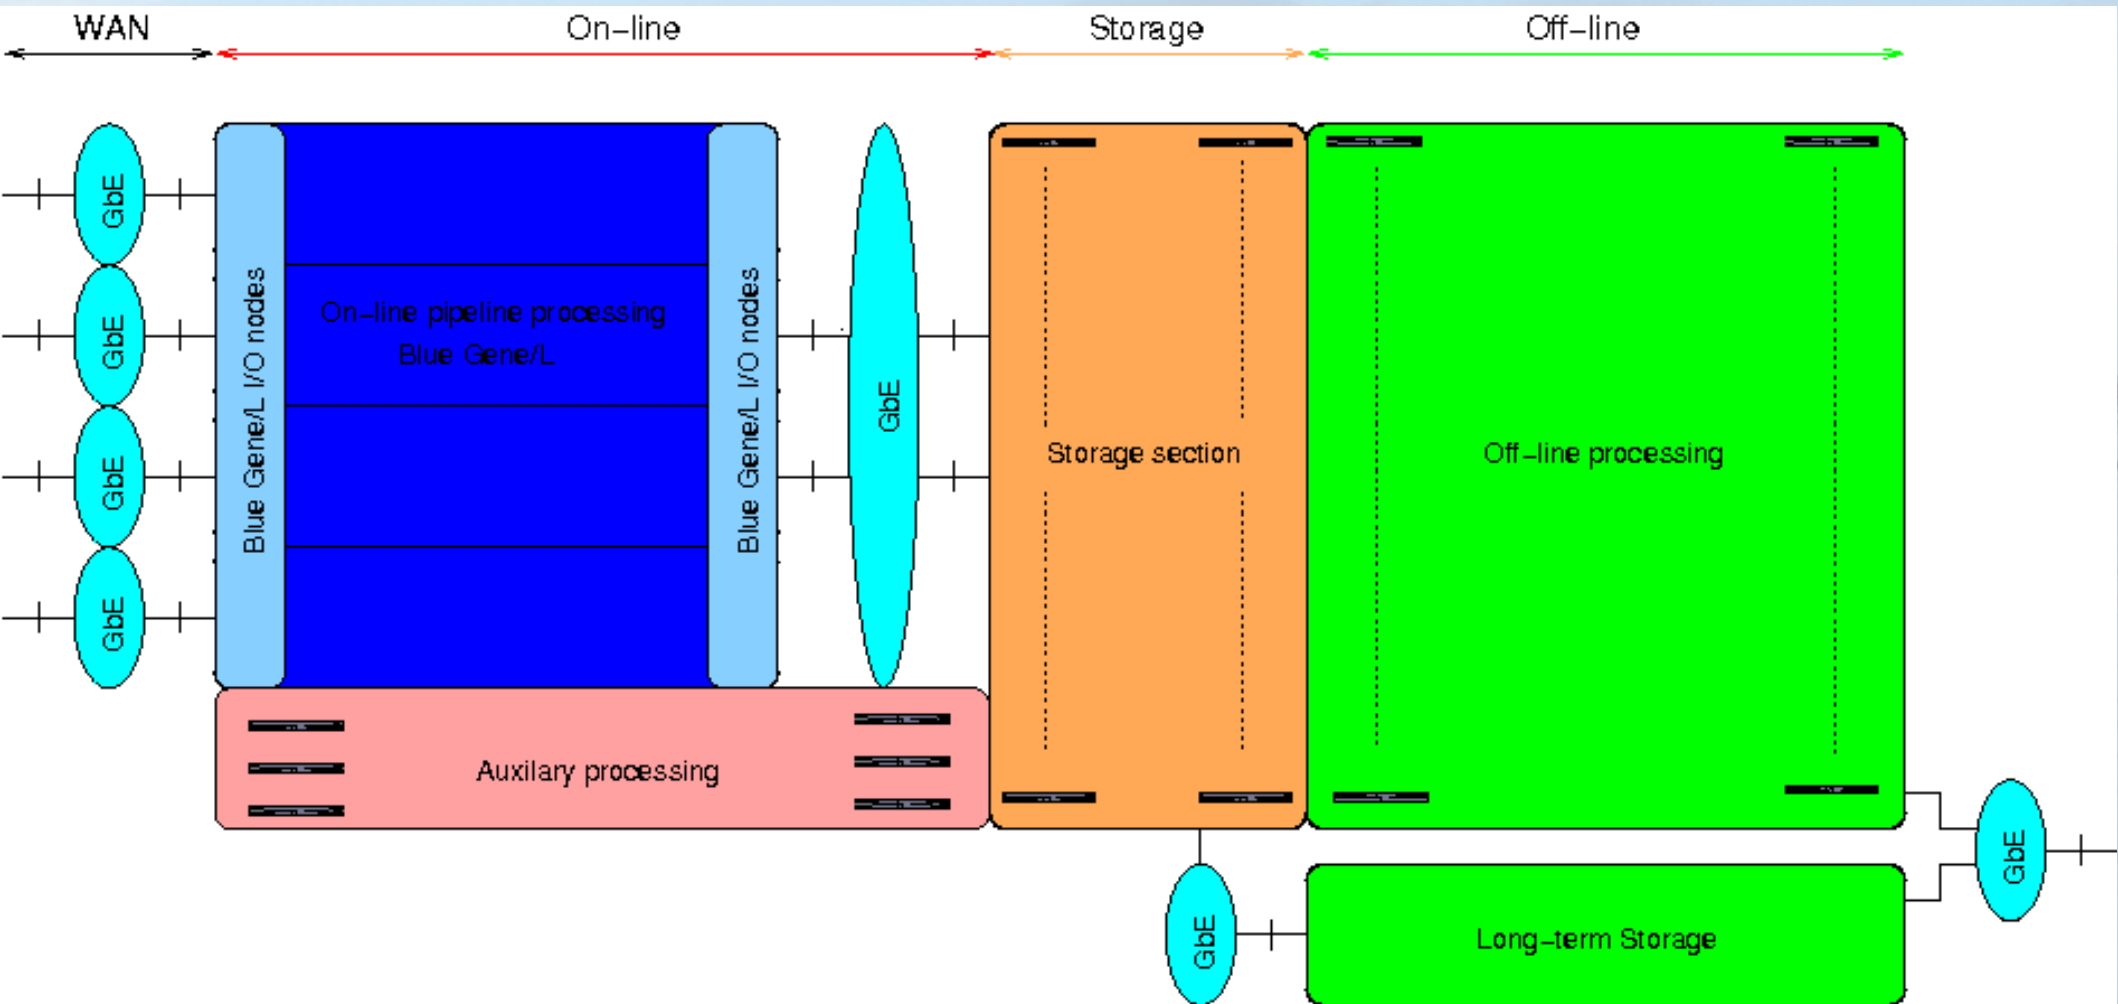 WAN
On-line
Storage
Off-line
GbE
GbE
GbE
GbE
Blue Gene/L I/O nodes
On-line pipeline processing
Blue Gene/L
Blue Gene/L I/O nodes
GbE
Storage section
Off-line processing
Auxilary processing
GbE
Long-term Storage
GbE